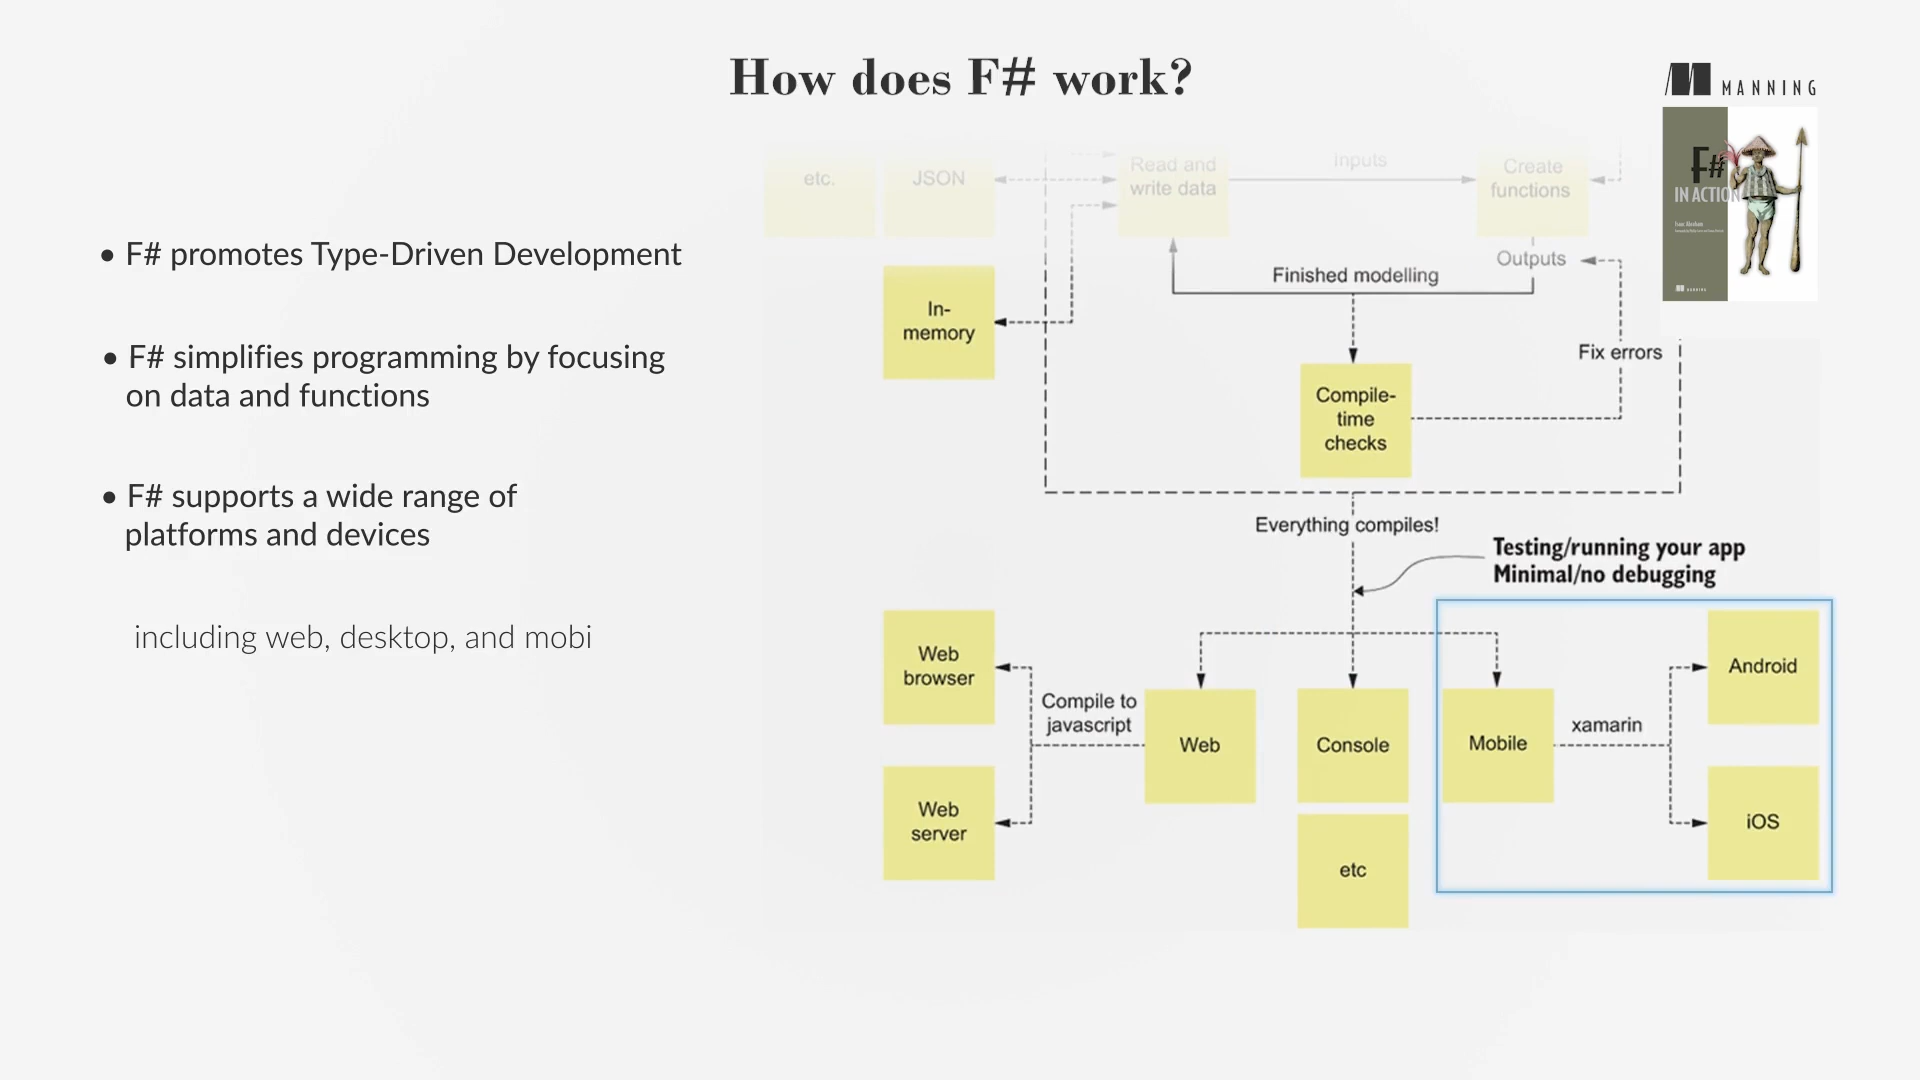 How does F# work?
MANNING
F#
IN ACTION
• F# promotes Type-Driven Development
• F# simplifies programming by focusing
on data and functions
• F# supports a wide range of
platforms and devices
including web, desktop, and mobi
etc.
JSON
Read and
write data
Inputs
Create
functions
Outputs
Finished modelling
In-
memory
Fix errors
Compile-
time
checks
Everything compiles!
Testing/running your app
Minimal/no debugging
Web
browser
Compile to
javascript
Web
Console
Mobile
xamarin
Android
Web
server
etc
iOS